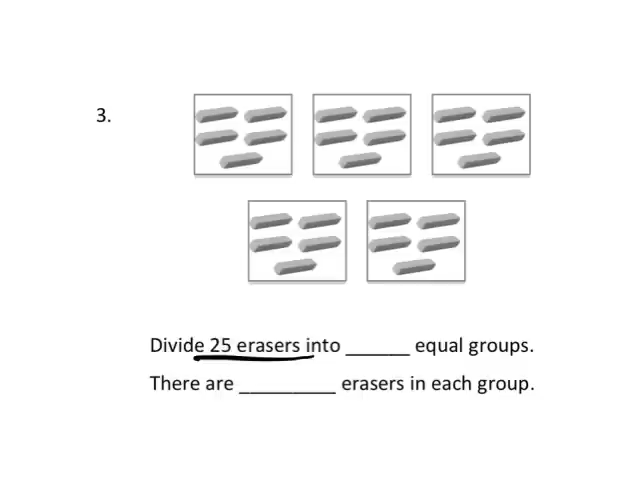 3.
Divide 25 erasers into ______ equal groups.
There are _________ erasers in each group.